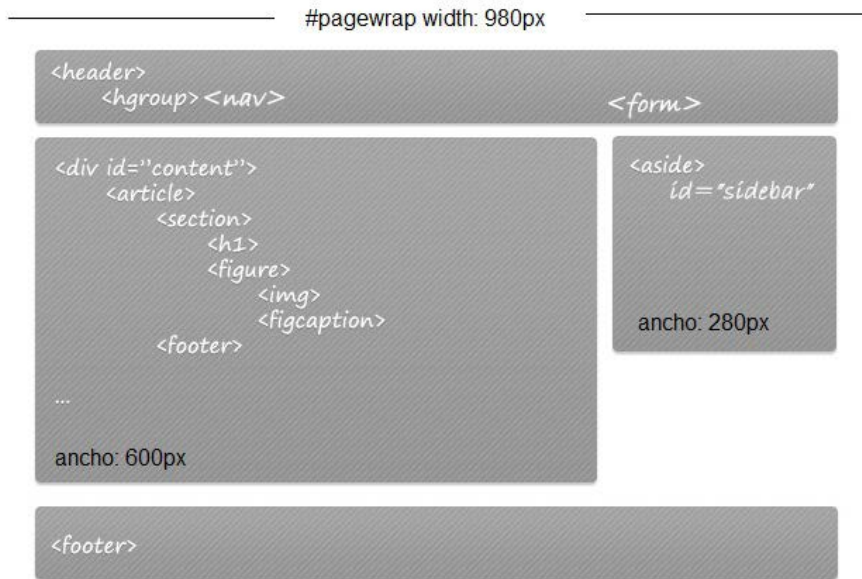 #pagewrap width: 980px
<header>
<hgroup> <nav>
<form>
<div id="content">
<article>
<section>
<h1>
<figure>
<img>
<figcaption>
<footer>
...
ancho: 600px
<aside>
id="sidebar"
ancho: 280px
<footer>